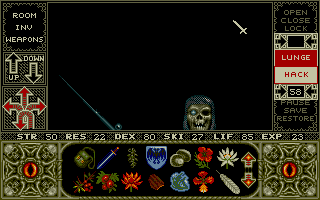 ROOM
INV
WEAPONS
UP
DOWN
OPEN
CLOSE
LOCK
LUNGE
HACK
58
PAUSE
SAVE
RESTORE
STR 50 RES 22 DEX 80 SKI 27 LIF 85 EXP 23